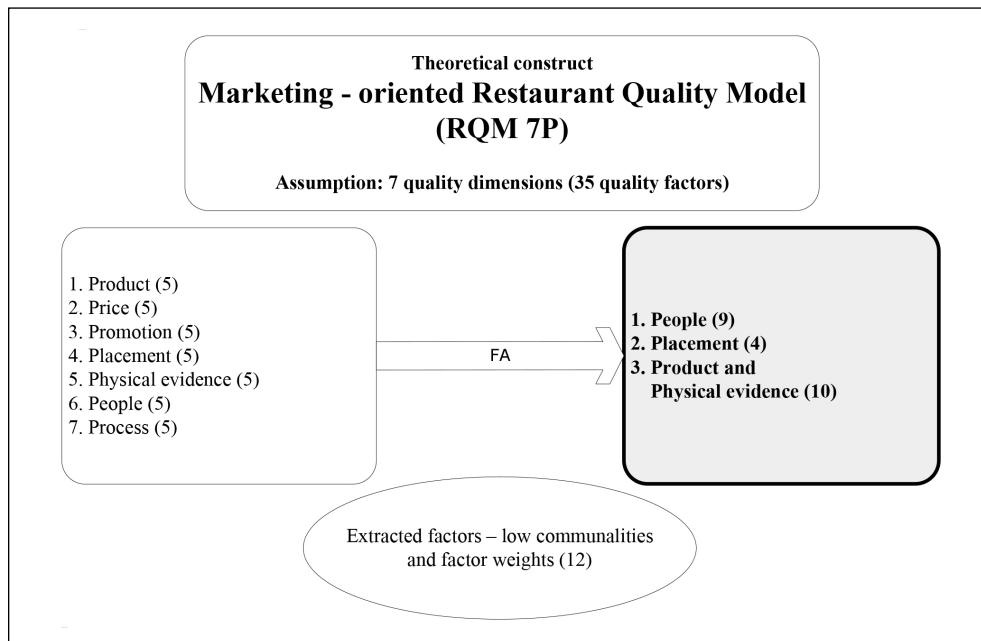 Theoretical construct
Marketing - oriented Restaurant Quality Model
(RQM 7P)
Assumption: 7 quality dimensions (35 quality factors)
1. Product (5)
2. Price (5)
3. Promotion (5)
4. Placement (5)
5. Physical evidence (5)
6. People (5)
7. Process (5)
FA
1. People (9)
2. Placement (4)
3. Product and
Physical evidence (10)
Extracted factors – low communalities
and factor weights (12)